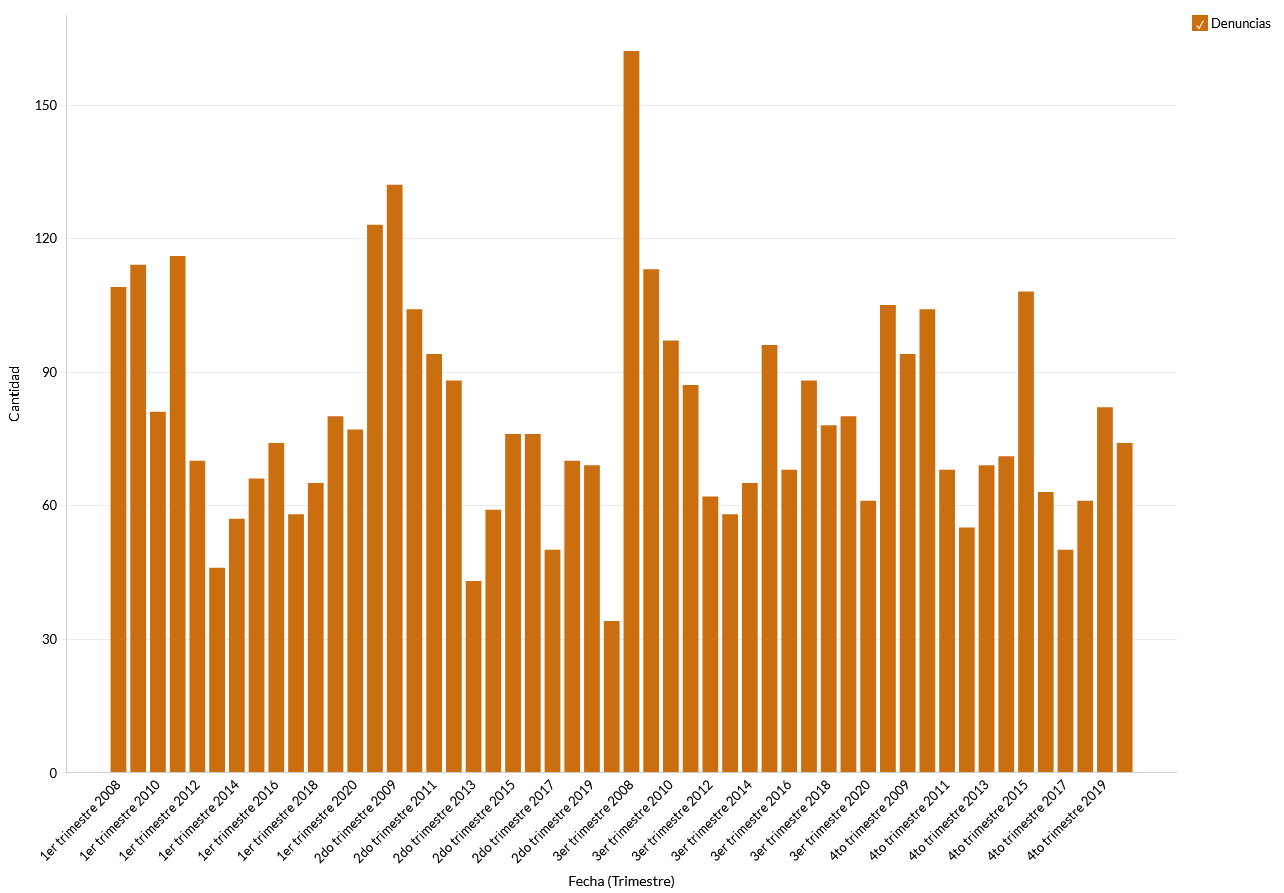 Denuncias
150
120
90
60
30
0
Cantidad
1er trimestre 2008
1er trimestre 2010
1er trimestre 2012
1er trimestre 2014
1er trimestre 2016
1er trimestre 2018
1er trimestre 2020
2do trimestre 2009
2do trimestre 2011
2do trimestre 2013
2do trimestre 2015
2do trimestre 2017
2do trimestre 2019
3er trimestre 2008
3er trimestre 2010
3er trimestre 2012
3er trimestre 2014
3er trimestre 2016
3er trimestre 2018
3er trimestre 2020
4to trimestre 2009
4to trimestre 2011
4to trimestre 2013
4to trimestre 2015
4to trimestre 2017
4to trimestre 2019
Fecha (Trimestre)